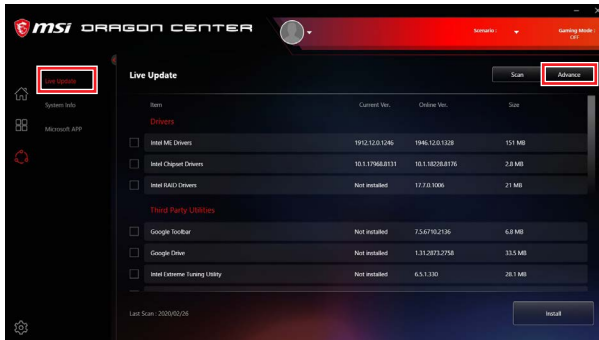 msi DRAGON CENTER
Scenario :
Gaming Mode :
OFF
Live Update
System Info
Microsoft APP
Live Update
Scan
Advance
Item Current Ver. Online Ver. Size
Drivers
Intel ME Drivers 1912.12.0.1246 1946.12.0.1328 151 MB
Intel Chipset Drivers 10.1.17968.8131 10.1.18228.8176 2.8 MB
Intel RAID Drivers Not installed 17.7.0.1006 21 MB
Third Party Utilities
Google Toolbar Not installed 7.5.6710.2136 6.8 MB
Google Drive Not installed 1.31.2873.2758 33.5 MB
Intel Extreme Tuning Utility Not installed 6.5.1.330 28.1 MB
Last Scan : 2020/02/26
Install